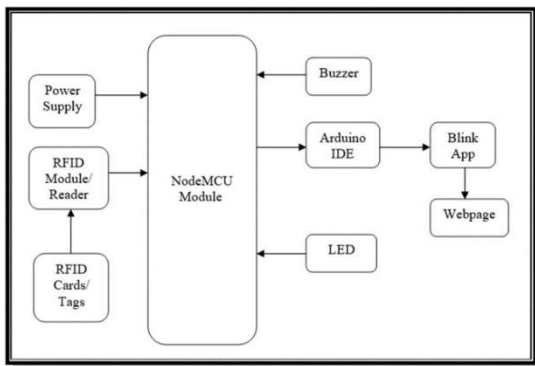 Power
Supply
RFID
Module/
Reader
RFID
Cards/
Tags
NodeMCU
Module
Buzzer
Arduino
IDE
LED
Blink
App
Webpage